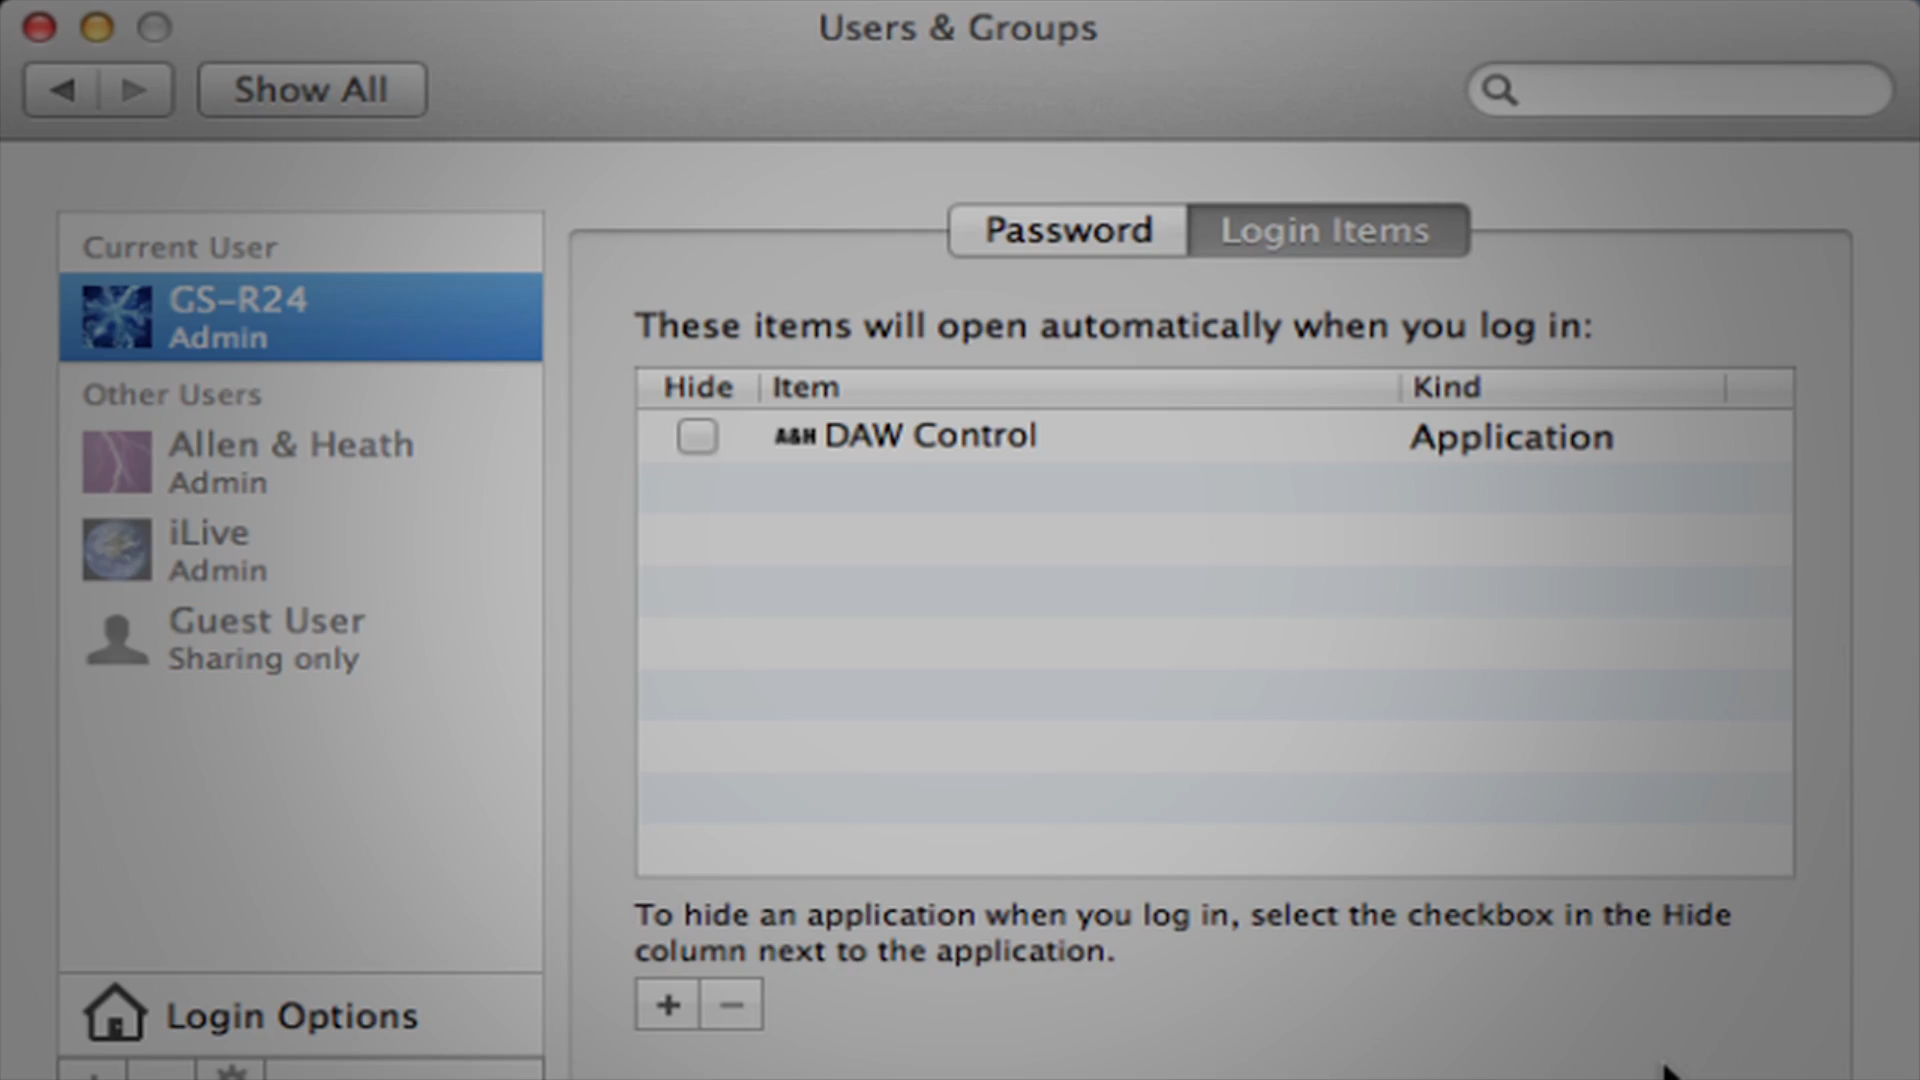 Users & Groups
Show All
Current User
GS-R24
Admin
Other Users
Allen & Heath
Admin
iLive
Admin
Guest User
Sharing only
Login Options
Password
Login Items
These items will open automatically when you log in:
Hide Item Kind
A&H DAW Control Application
To hide an application when you log in, select the checkbox in the Hide
column next to the application.
+ −